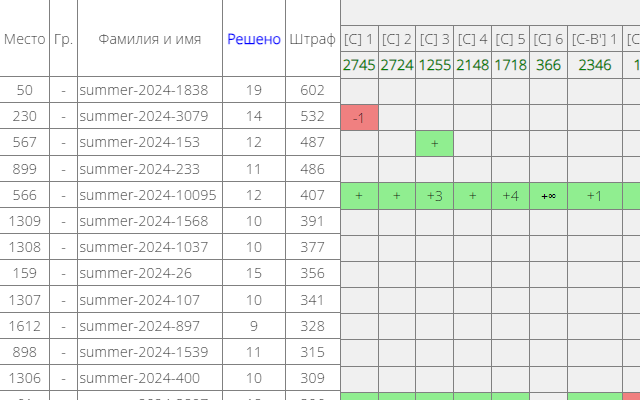 Место Гр. Фамилия и имя Решено Штраф [C] 1 [C] 2 [C] 3 [C] 4 [C] 5 [C] 6 [C-B'] 1
2745 2724 1255 2148 1718 366 2346
50 - summer-2024-1838 19 602
230 - summer-2024-3079 14 532 -1
567 - summer-2024-153 12 487 +
899 - summer-2024-233 11 486
566 - summer-2024-10095 12 407 + + +3 + +4 +∞ +1
1309 - summer-2024-1568 10 391
1308 - summer-2024-1037 10 377
159 - summer-2024-26 15 356
1307 - summer-2024-107 10 341
1612 - summer-2024-897 9 328
898 - summer-2024-1539 11 315
1306 - summer-2024-400 10 309